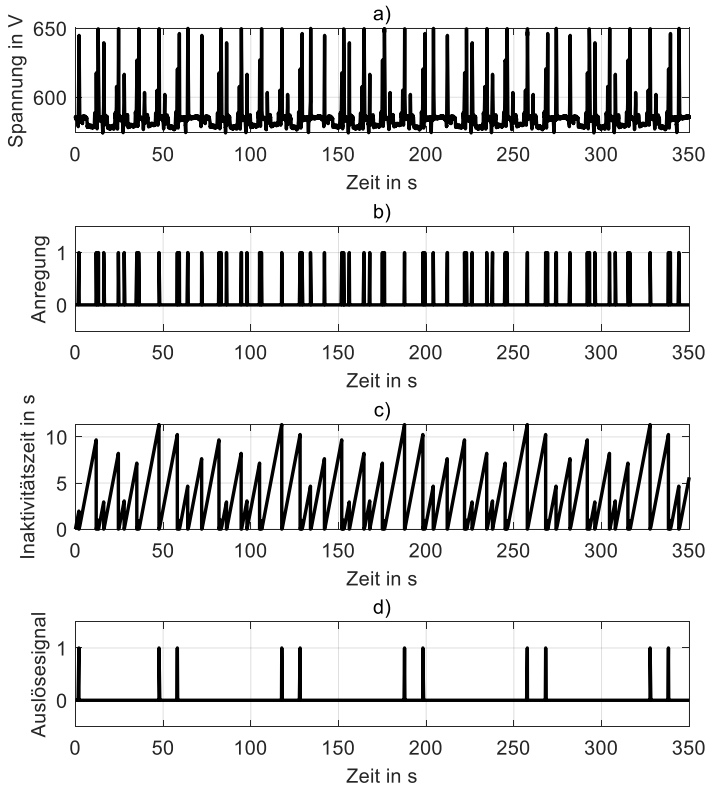 a)
Spannung in V
650
600
0 50 100 150 200 250 300 350
Zeit in s
b)
Anregung
1
0
0 50 100 150 200 250 300 350
Zeit in s
c)
Inaktivitätszeit in s
10
5
0
0 50 100 150 200 250 300 350
Zeit in s
d)
Auslösesignal
1
0
0 50 100 150 200 250 300 350
Zeit in s